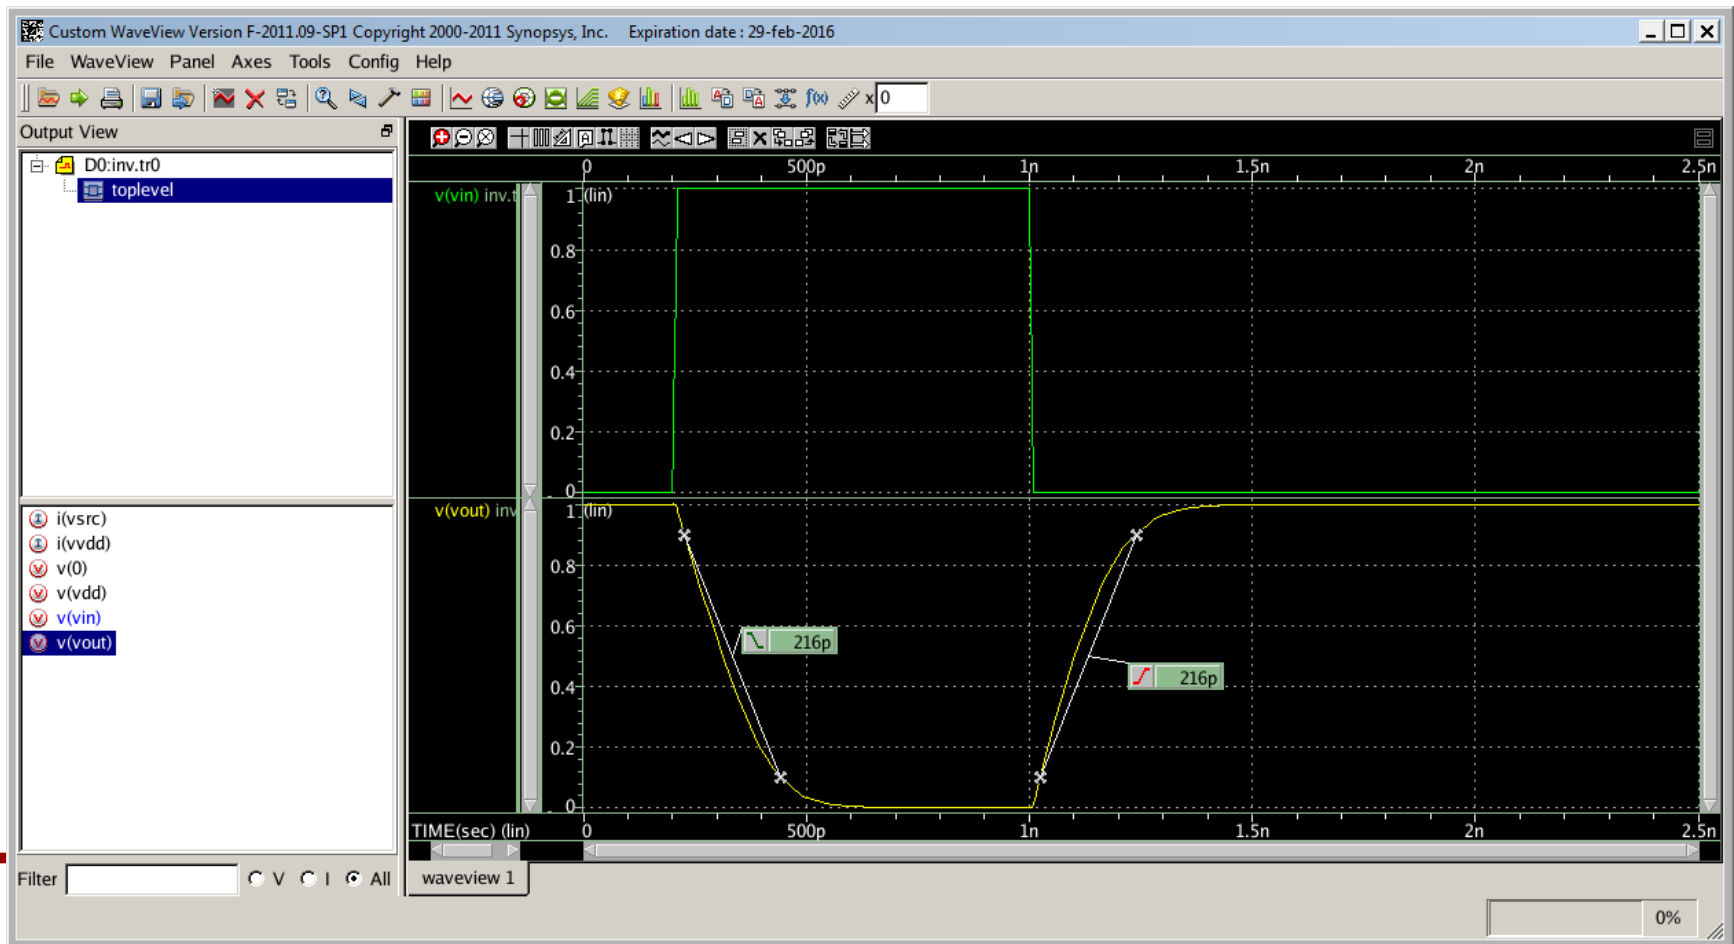 Custom WaveView Version F-2011.09-SP1 Copyright 2000-2011 Synopsys, Inc. Expiration date : 29-feb-2016
File WaveView Panel Axes Tools Config Help
f(x) x 0
Output View
D0:inv.tr0
toplevel
0 500p 1n 1.5n 2n 2.5n
v(vin) inv.t 1 (lin)
0.8
0.6
0.4
0.2
0
i(vsrc)
i(vvdd)
v(0)
v(vdd)
v(vin)
v(vout)
v(vout) inv 1 (lin)
0.8
0.6
216p
216p
0.4
0.2
0
TIME(sec) (lin) 0 500p 1n 1.5n 2n 2.5n
Filter V I All
waveview 1
0%